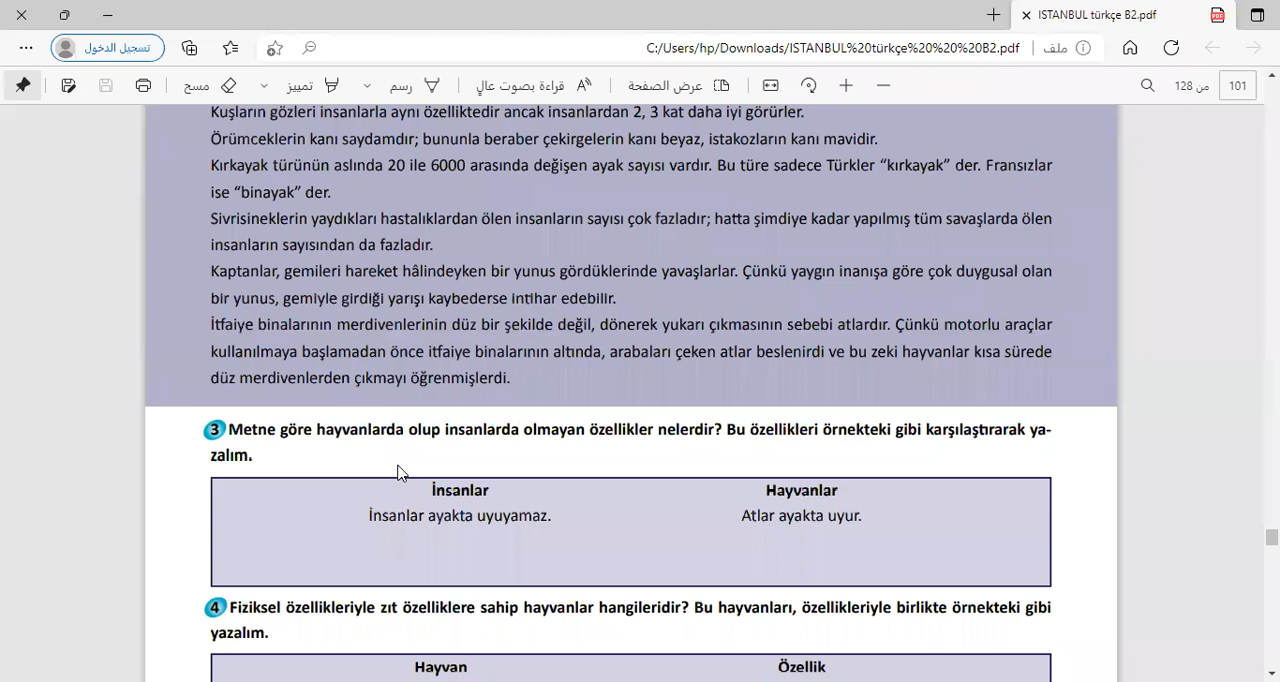 ISTANBUL türkçe B2.pdf
تسجيل الدخول
C:/Users/hp/Downloads/ISTANBUL%20türkçe%20%20%20B2.pdf
ملف
مسح
تمييز
رسم
قراءة بصوت عالٍ
عرض الصفحة
من 128
101
Kuşların gözleri insanlarla aynı özelliktedir ancak insanlardan 2, 3 kat daha iyi görürler.
Örümceklerin kanı saydamdır; bununla beraber çekirgelerin kanı beyaz, istakozların kanı mavidir.
Kırkayak türünün aslında 20 ile 6000 arasında değişen ayak sayısı vardır. Bu türe sadece Türkler “kırkayak” der. Fransızlar
ise “binayak” der.
Sivrisineklerin yaydıkları hastalıklardan ölen insanların sayısı çok fazladır; hatta şimdiye kadar yapılmış tüm savaşlarda ölen
insanların sayısından da fazladır.
Kaptanlar, gemileri hareket hâlindeyken bir yunus gördüklerinde yavaşlarlar. Çünkü yaygın inanışa göre çok duygusal olan
bir yunus, gemiyle girdiği yarışı kaybederse intihar edebilir.
İtfaiye binalarının merdivenlerinin düz bir şekilde değil, dönerek yukarı çıkmasının sebebi atlardır. Çünkü motorlu araçlar
kullanılmaya başlamadan önce itfaiye binalarının altında, arabaları çeken atlar beslenirdi ve bu zeki hayvanlar kısa sürede
düz merdivenlerden çıkmayı öğrenmişlerdi.
3 Metne göre hayvanlarda olup insanlarda olmayan özellikler nelerdir? Bu özellikleri örnekteki gibi karşılaştırarak ya-
zalım.
İnsanlar Hayvanlar
İnsanlar ayakta uyuyamaz. Atlar ayakta uyur.
4 Fiziksel özellikleriyle zıt özelliklere sahip hayvanlar hangileridir? Bu hayvanları, özellikleriyle birlikte örnekteki gibi
yazalım.
Hayvan Özellik